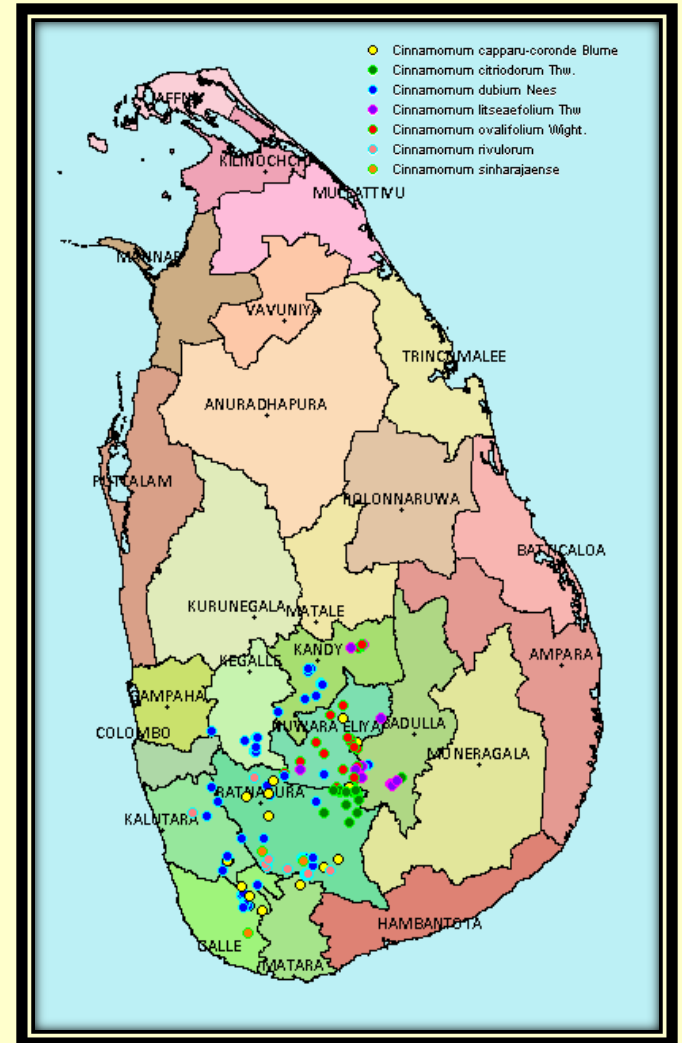 Cinnamomum capparu-coronde Blume
Cinnamomum citriodorum Thw.
Cinnamomum dubium Nees
Cinnamomum litseaefolium Thw
Cinnamomum ovalifolium Wight.
Cinnamomum rivulorum
Cinnamomum sinharajaense
JAFFNA
KILINOCHCHI
MULLATTIVU
MANNAR
VAVUNIYA
TRINCOMALEE
ANURADHAPURA
PUTTALAM
POLONNARUWA
BATTICALOA
KURUNEGALA
MATALE
KANDY
KEGALLE
AMPARA
GAMPAHA
NUWARA ELIYA
BADULLA
COLOMBO
MONERAGALA
RATNAPURA
KALUTARA
HAMBANTOTA
GALLE
MATARA